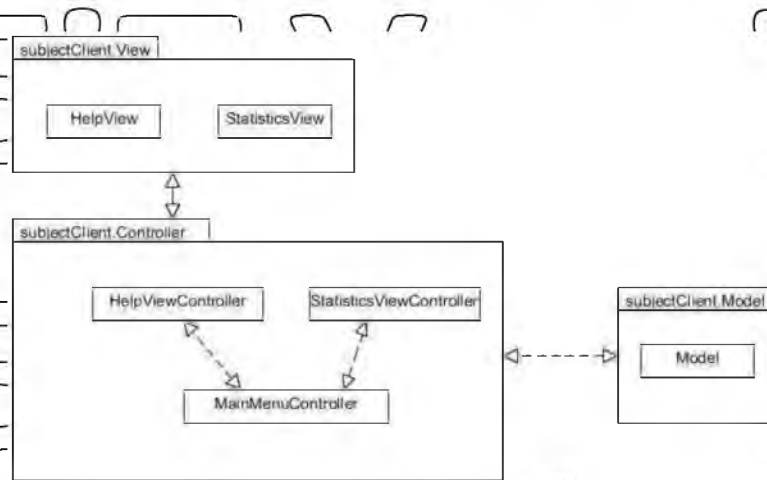 subjectClient.View
HelpView
StatisticsView
subjectClient.Controller
HelpViewController
StatisticsViewController
MainMenuController
subjectClient.Model
Model